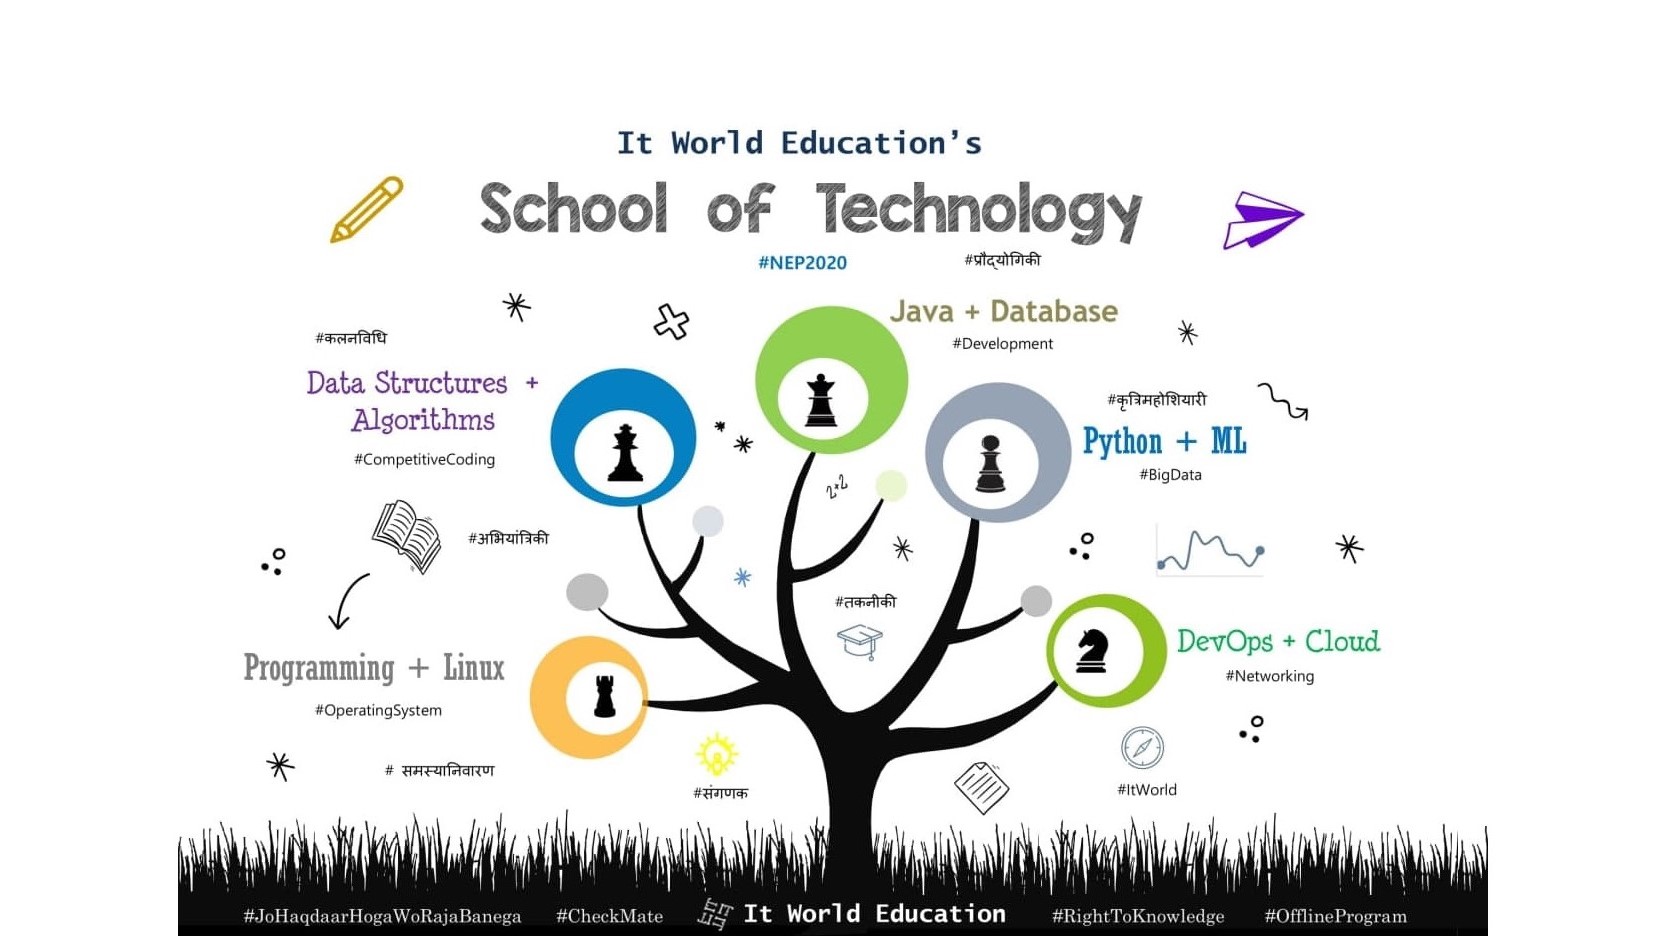 It World Education's
School of Technology
#NEP2020
#प्रौद्योगिकी
Java + Database
#Development
#कलनविधि
Data Structures +
Algorithms
#CompetitiveCoding
#कृत्रिमहोशियारी
Python + ML
#BigData
2×2
#अभियांत्रिकी
#तकनीकी
DevOps + Cloud
#Networking
Programming + Linux
#OperatingSystem
# समस्यानिवारण
#संगणक
#ItWorld
#JoHaqdaarHogaWoRajaBanega #CheckMate It World Education #RightToKnowledge #OfflineProgram